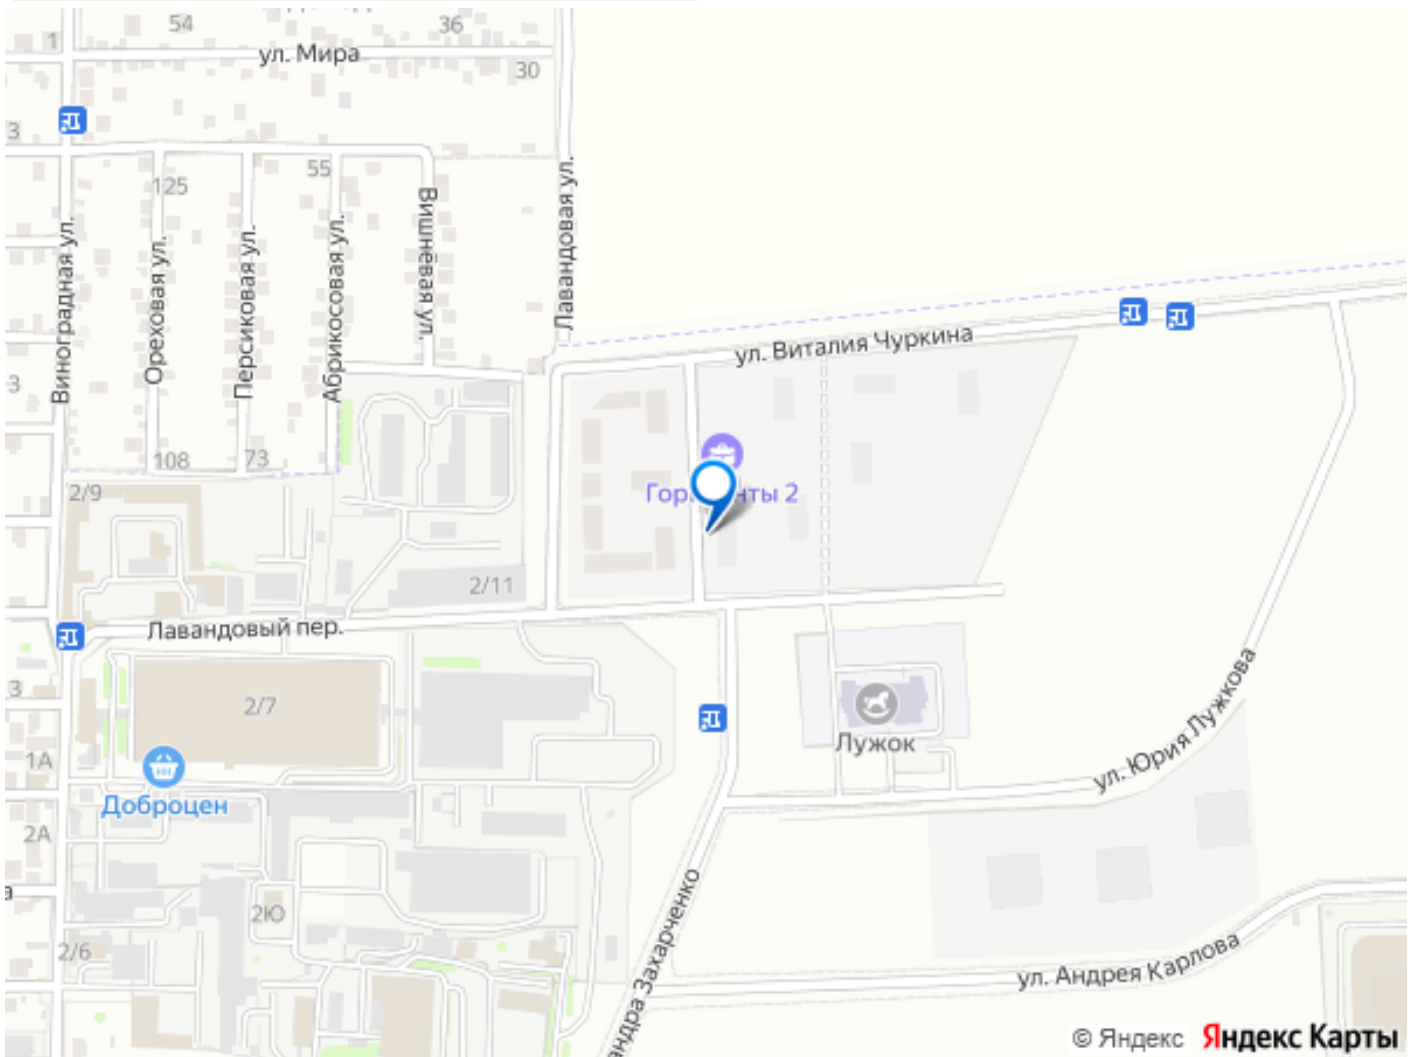 54
36
1
ул. Мира
30
3
55
125
Виноградная ул.
Ореховая ул.
Персиковая ул.
Абрикосовая ул.
Вишнёвая ул.
Лавандовая ул.
ул. Виталия Чуркина
3
108
73
2/9
2/11
Лавандовый пер.
3
2/7
Лужок
ул. Юрия Лужкова
1А
Доброцен
2А
а
2Ю
2/6
ул. Андрея Карлова
© Яндекс Яндекс Карты